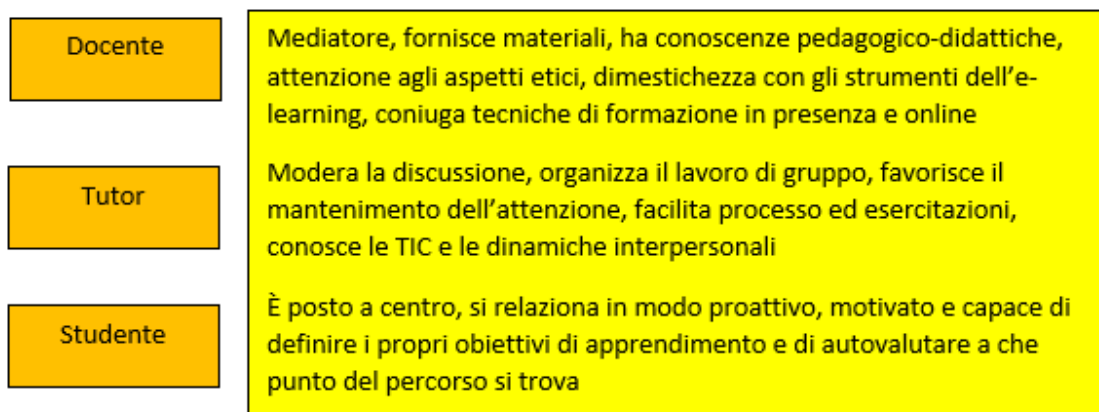 Docente
Mediatore, fornisce materiali, ha conoscenze pedagogico-didattiche,
attenzione agli aspetti etici, dimestichezza con gli strumenti dell’e-
learning, coniuga tecniche di formazione in presenza e online
Tutor
Modera la discussione, organizza il lavoro di gruppo, favorisce il
mantenimento dell’attenzione, facilita processo ed esercitazioni,
conosce le TIC e le dinamiche interpersonali
Studente
È posto a centro, si relaziona in modo proattivo, motivato e capace di
definire i propri obiettivi di apprendimento e di autovalutare a che
punto del percorso si trova